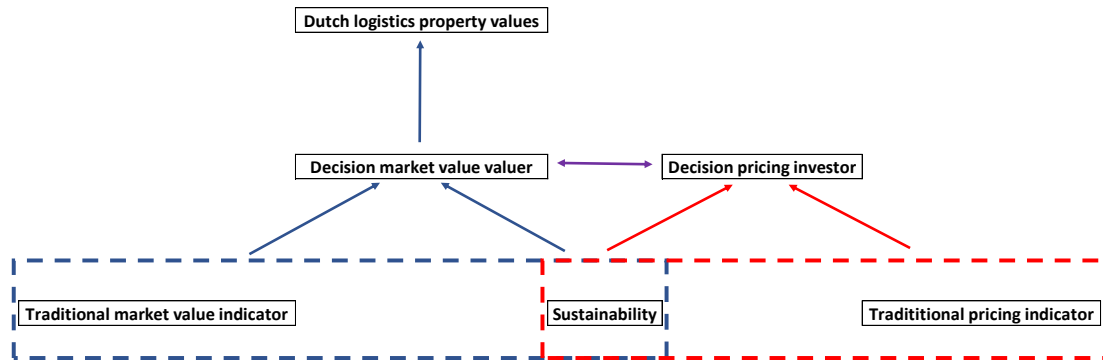 Dutch logistics property values
Decision market value valuer
Decision pricing investor
Traditional market value indicator
Sustainability
Tradititional pricing indicator